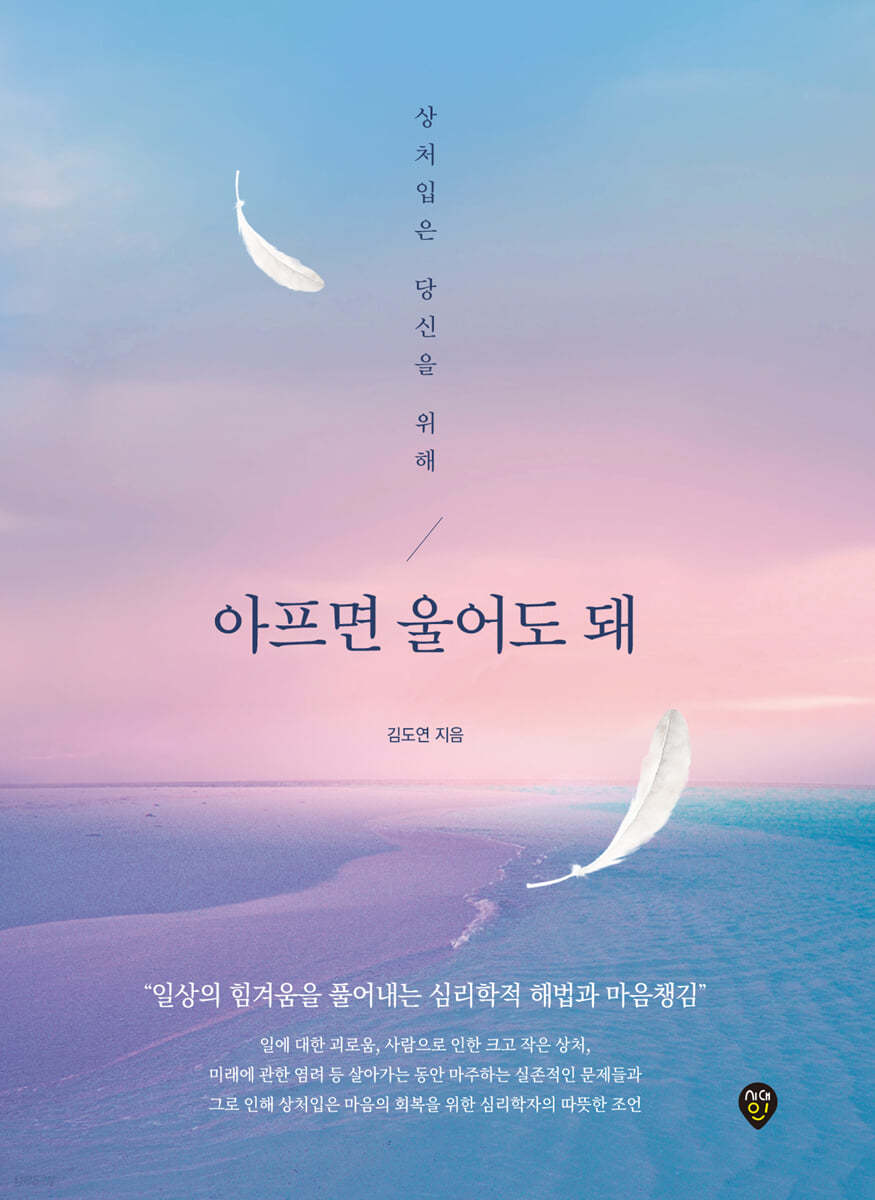 상처입은 당신을 위해
아프면 울어도 돼
김도연 지음
“일상의 힘겨움을 풀어내는 심리학적 해법과 마음챙김”
일에 대한 괴로움, 사람으로 인한 크고 작은 상처,
미래에 관한 염려 등 살아가는 동안 마주하는 실존적인 문제들과
그로 인해 상처입은 마음의 회복을 위한 심리학자의 따뜻한 조언
시대
인